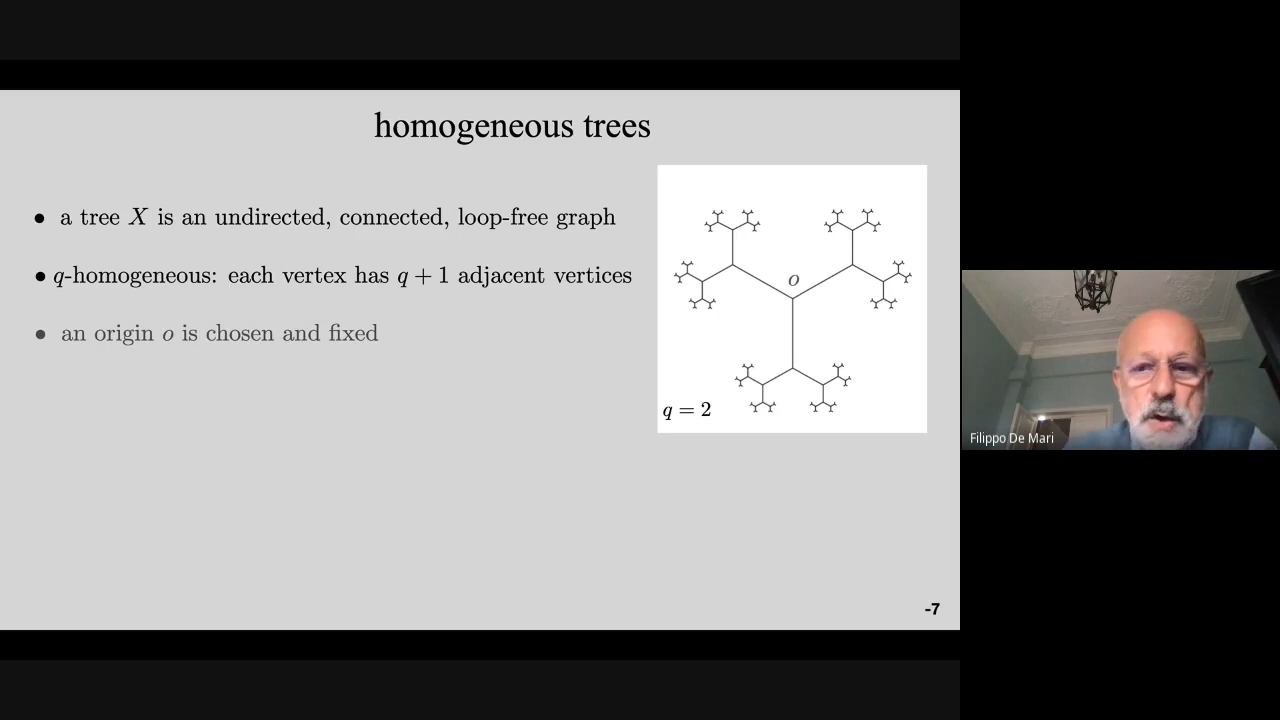 homogeneous trees
• a tree X is an undirected, connected, loop-free graph
• q-homogeneous: each vertex has q + 1 adjacent vertices
• an origin o is chosen and fixed
o
q = 2
-7
Filippo De Mari